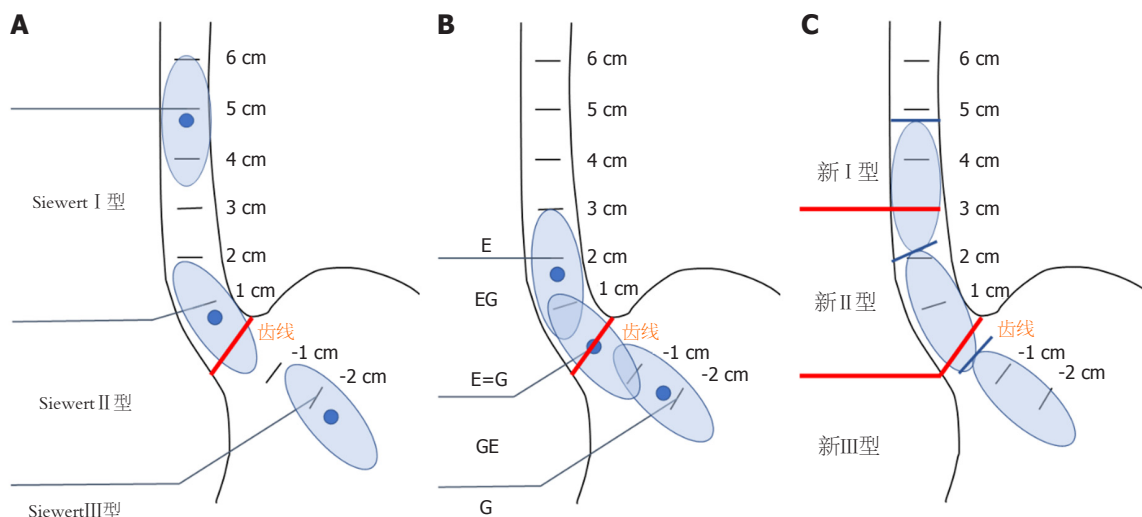 A
6 cm
5 cm
4 cm
Siewert Ⅰ 型
3 cm
2 cm
1 cm
齿线
-1 cm
-2 cm
Siewert Ⅱ 型
SiewertⅢ型
B
6 cm
5 cm
4 cm
3 cm
E
2 cm
EG
1 cm
齿线
-1 cm
E=G
-2 cm
GE
G
C
6 cm
5 cm
新Ⅰ型
4 cm
3 cm
2 cm
新Ⅱ型
1 cm
齿线
-1 cm
-2 cm
新Ⅲ型